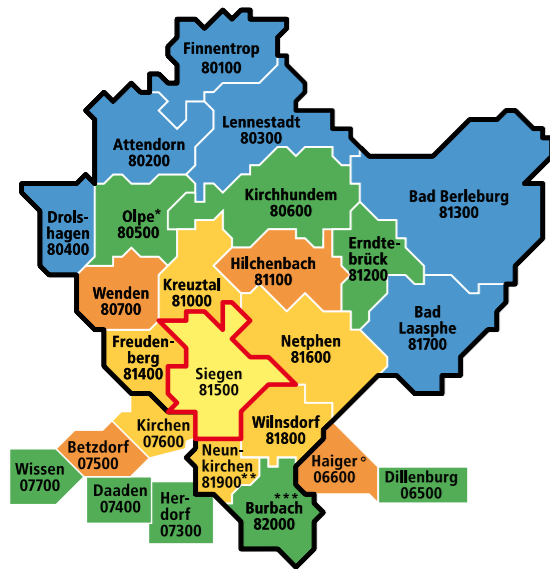 Finnentrop
80100
Attendorn
80200
Lennestadt
80300
Bad Berleburg
81300
Drols-
hagen
80400
Olpe*
80500
Kirchhundem
80600
Erndte-
brück
81200
Wenden
80700
Kreuztal
81000
Hilchenbach
81100
Bad
Laasphe
81700
Freuden-
berg
81400
Siegen
81500
Netphen
81600
Kirchen
07600
Wilnsdorf
81800
Betzdorf
07500
Neun-
kirchen
81900**
Haiger°
06600
Wissen
07700
Daaden
07400
Her-
dorf
07300
Burbach***
82000
Dillenburg
06500